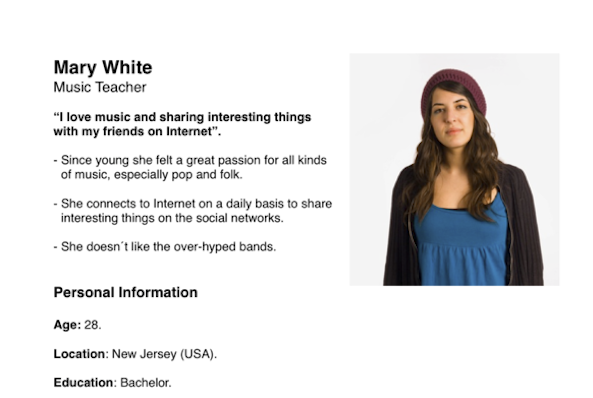 Mary White
Music Teacher
“I love music and sharing interesting things
with my friends on Internet”.
- Since young she felt a great passion for all kinds
of music, especially pop and folk.
- She connects to Internet on a daily basis to share
interesting things on the social networks.
- She doesn´t like the over-hyped bands.
Personal Information
Age: 28.
Location: New Jersey (USA).
Education: Bachelor.